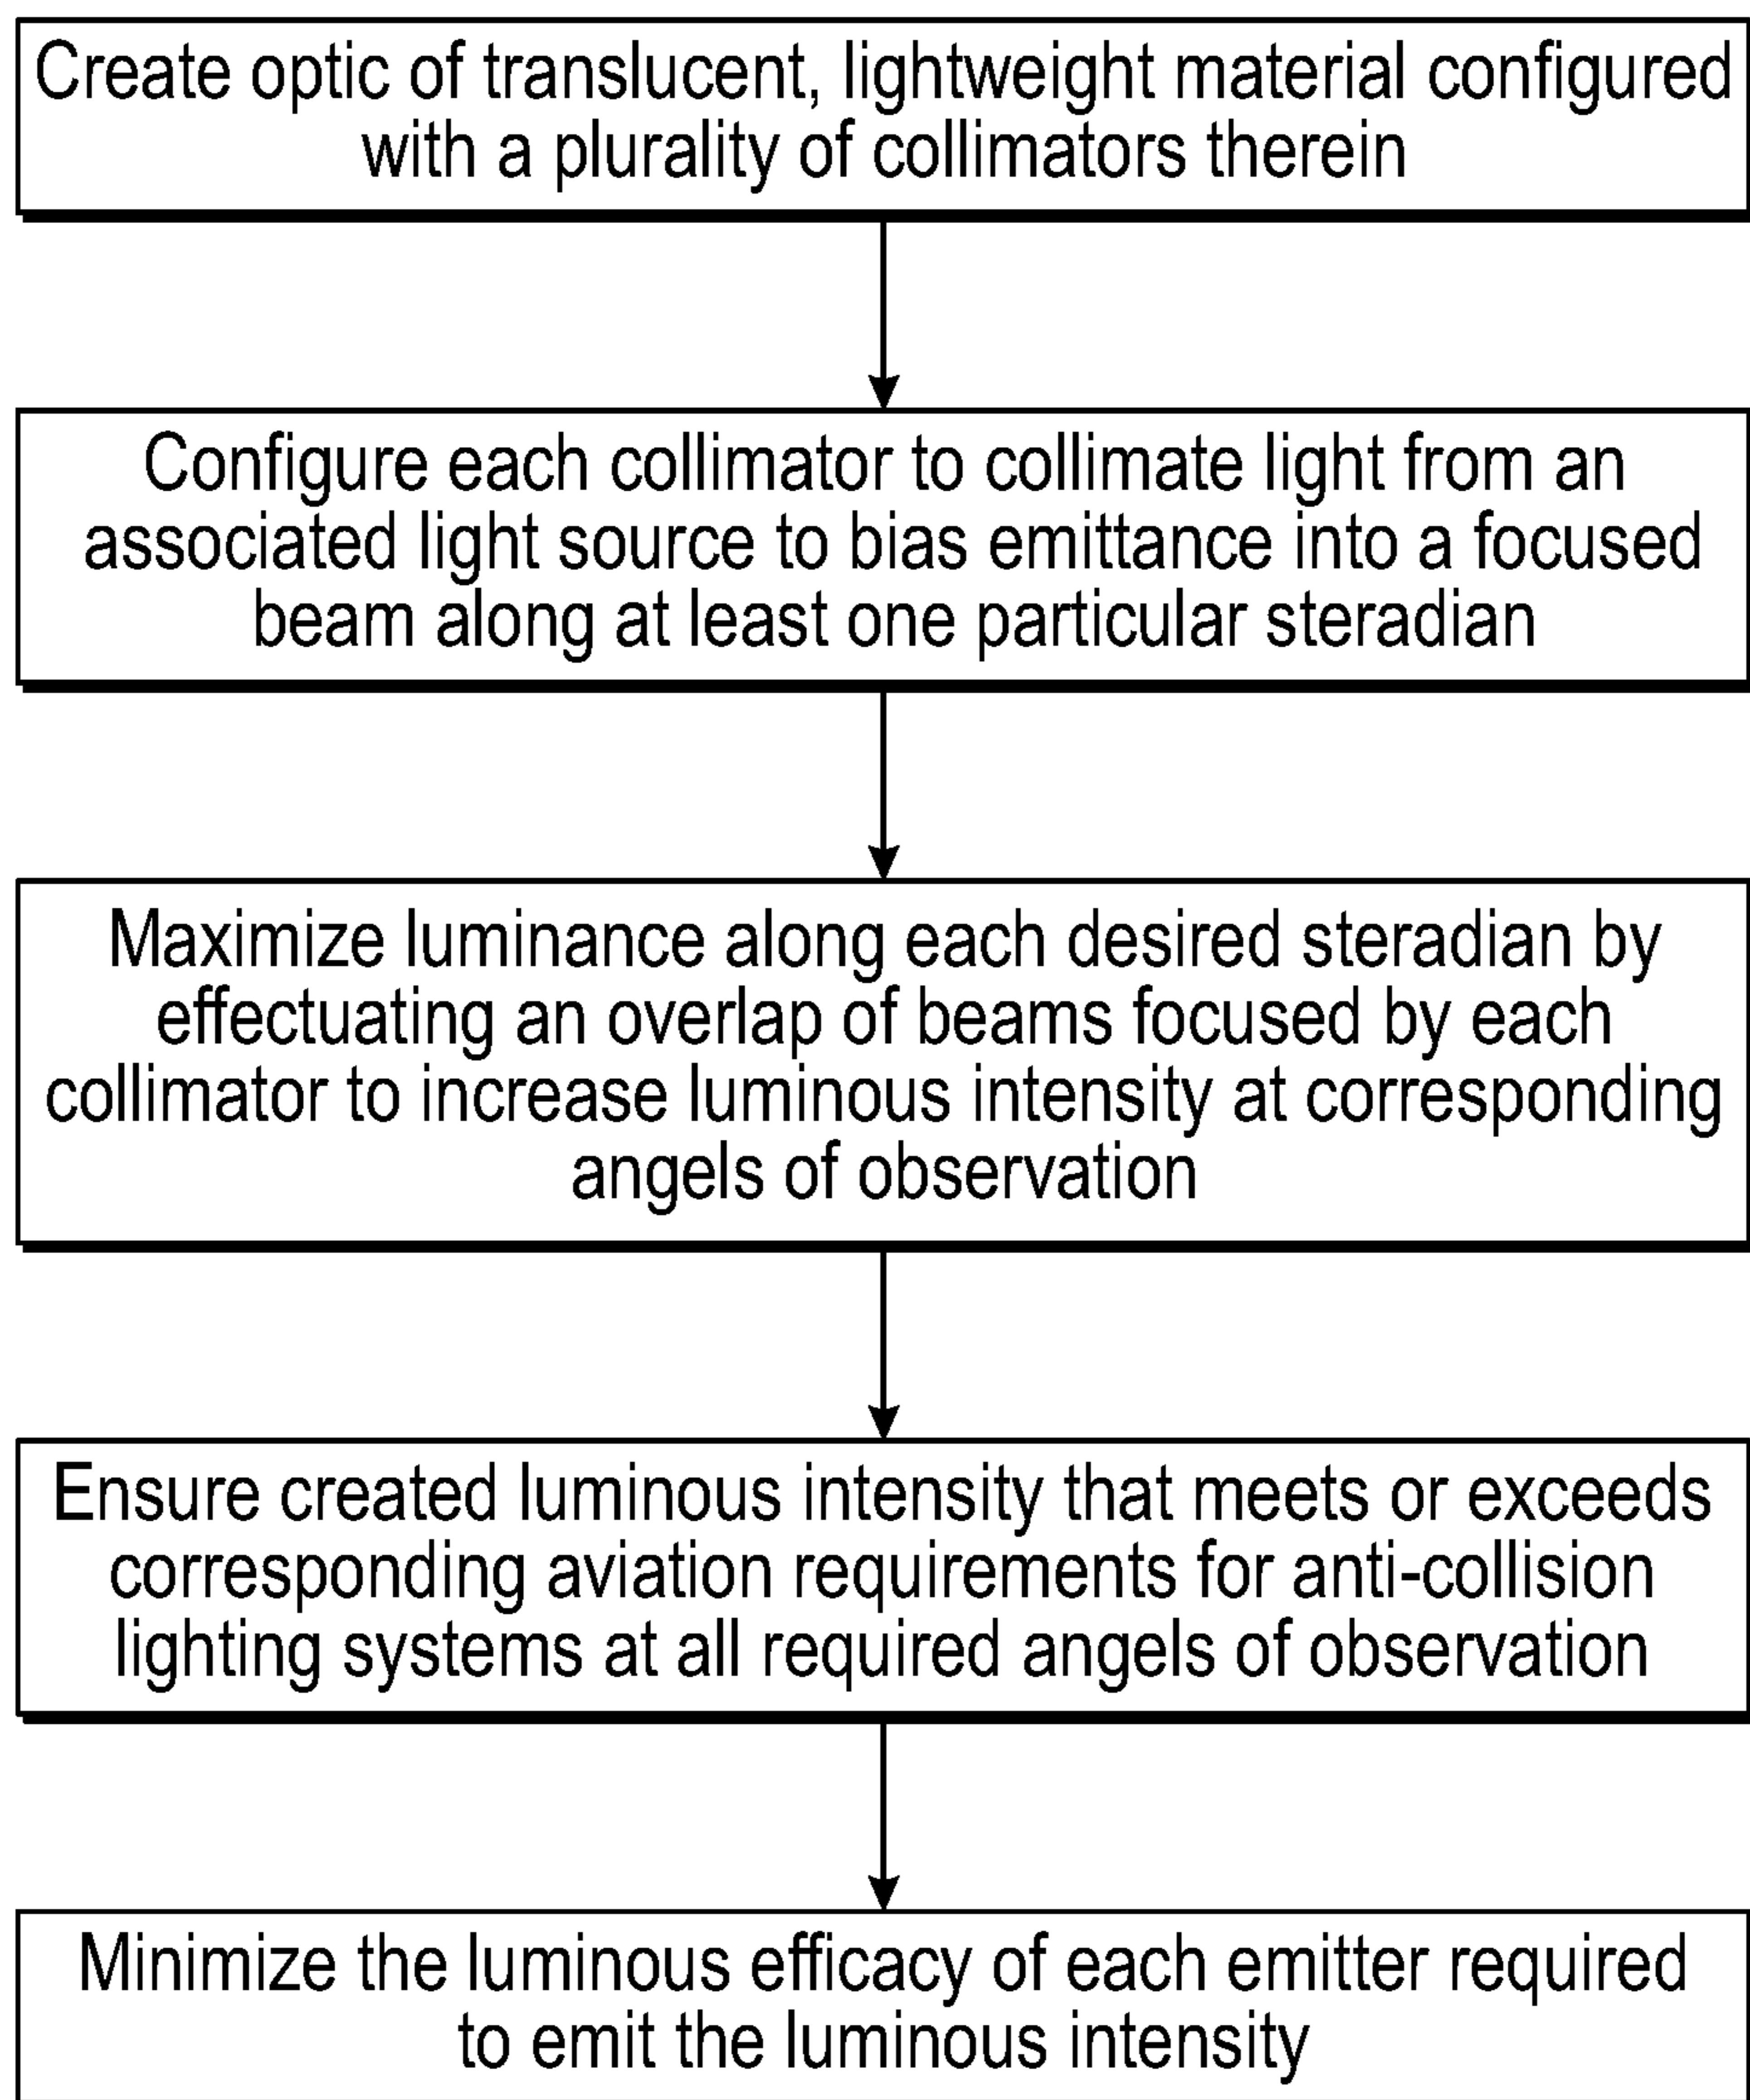 Create optic of translucent, lightweight material configured
with a plurality of collimators therein
Configure each collimator to collimate light from an
associated light source to bias emittance into a focused
beam along at least one particular steradian
Maximize luminance along each desired steradian by
effectuating an overlap of beams focused by each
collimator to increase luminous intensity at corresponding
angels of observation
Ensure created luminous intensity that meets or exceeds
corresponding aviation requirements for anti-collision
lighting systems at all required angels of observation
Minimize the luminous efficacy of each emitter required
to emit the luminous intensity